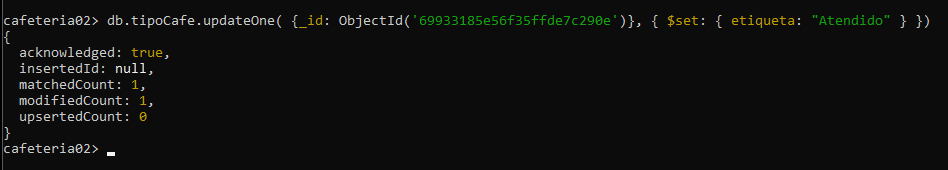 cafeteria02> db.tipoCafe.updateOne( {_id: ObjectId('69933185e56f35ffde7c290e')}, { $set: { etiqueta: "Atendido" } })
{
  acknowledged: true,
  insertedId: null,
  matchedCount: 1,
  modifiedCount: 1,
  upsertedCount: 0
}
cafeteria02>